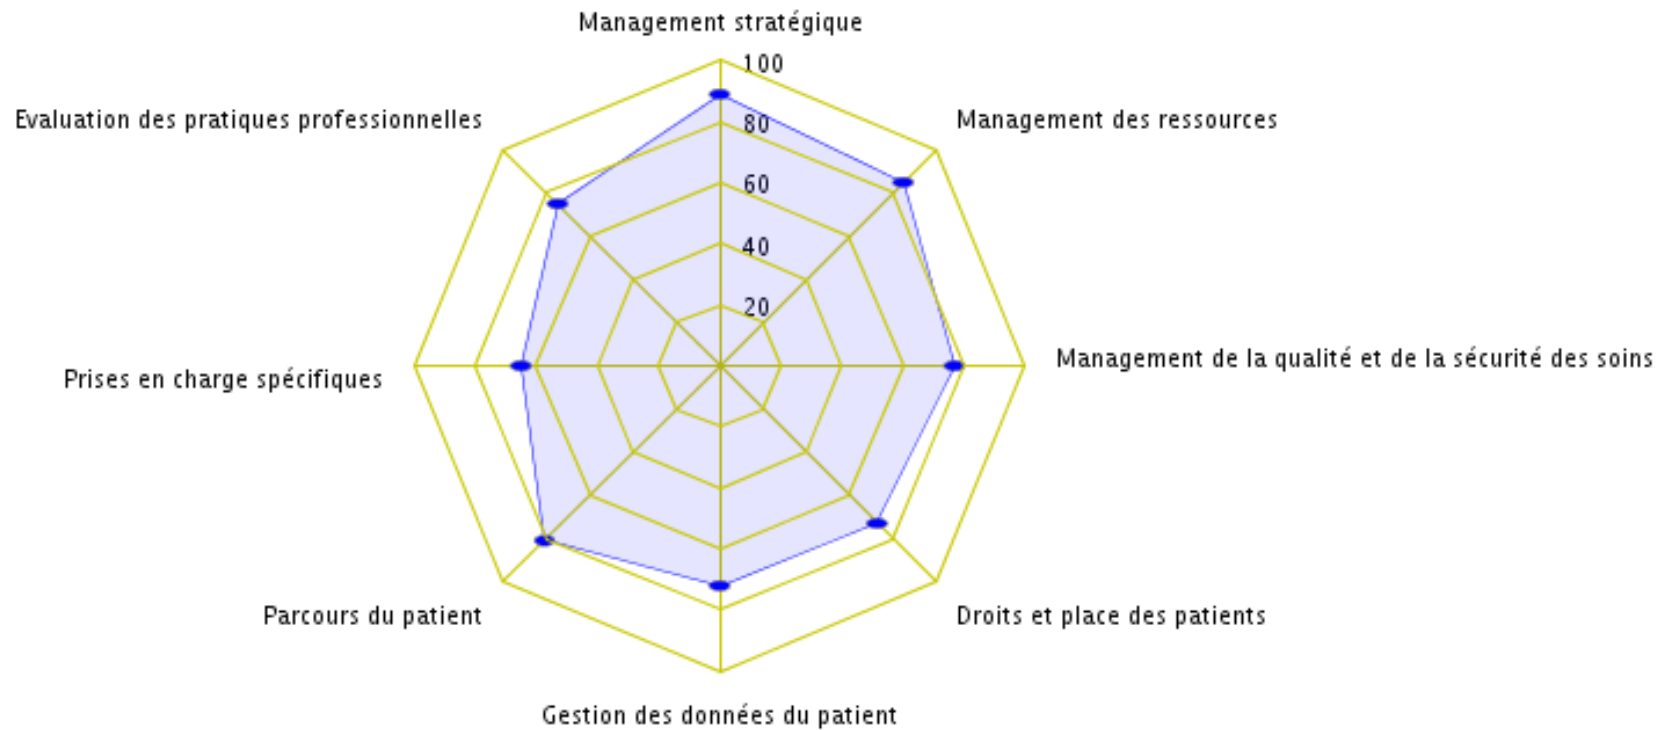 Management stratégique
100
Evaluation des pratiques professionnelles
Management des ressources
80
60
40
20
Management de la qualité et de la sécurité des soins
Prises en charge spécifiques
Parcours du patient
Droits et place des patients
Gestion des données du patient